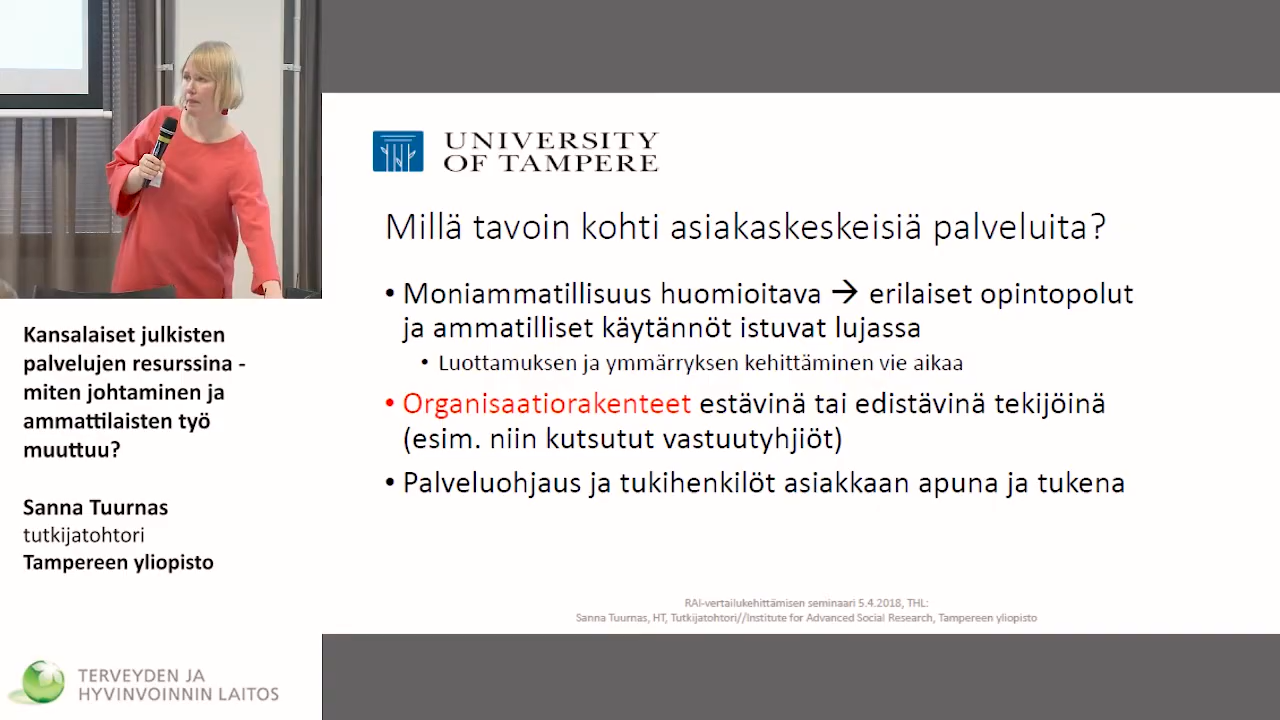 Kansalaiset julkisten
palvelujen resurssina -
miten johtaminen ja
ammattilaisten työ
muuttuu?
Sanna Tuurnas
tutkijatohtori
Tampereen yliopisto
TERVEYDEN JA
HYVINVOINNIN LAITOS
UNIVERSITY
OF TAMPERE
Millä tavoin kohti asiakaskeskeisiä palveluita?
• Moniammatillisuus huomioitava → erilaiset opintopolut
ja ammatilliset käytännöt istuvat lujassa
• Luottamuksen ja ymmärryksen kehittäminen vie aikaa
• Organisaatiorakenteet estävinä tai edistävinä tekijöinä
(esim. niin kutsutut vastuutyhjiöt)
• Palveluohjaus ja tukihenkilöt asiakkaan apuna ja tukena
RAI-vertailukehittämisen seminaari 5.4.2018, THL:
Sanna Tuurnas, HT, Tutkijatohtori//Institute for Advanced Social Research, Tampereen yliopisto